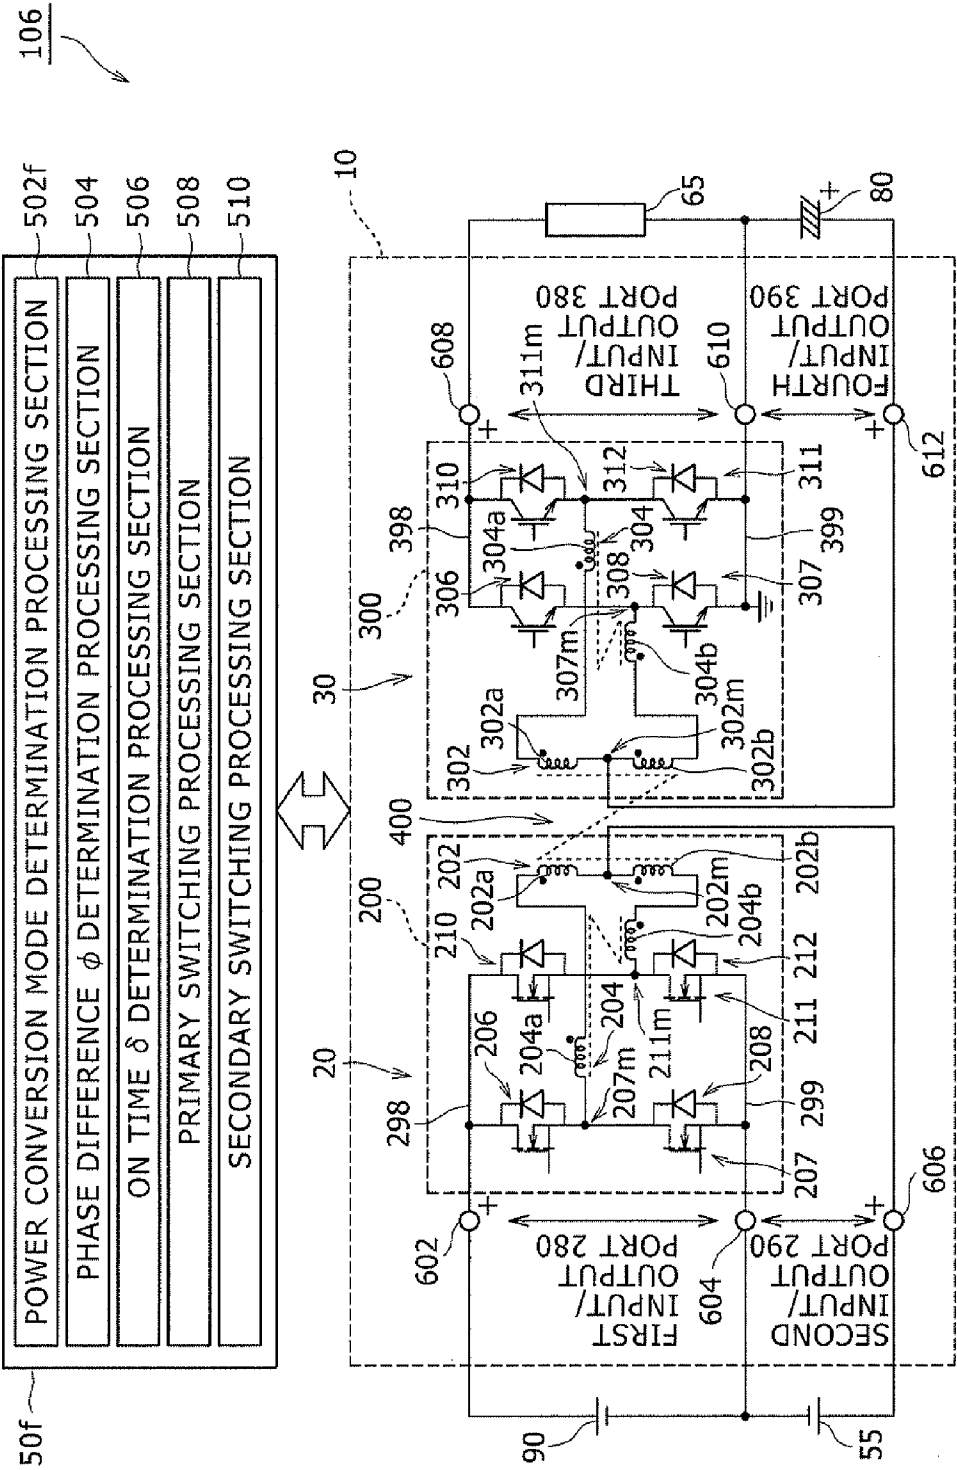 106
50f
POWER CONVERSION MODE DETERMINATION PROCESSING SECTION
502f
PHASE DIFFERENCE ϕ DETERMINATION PROCESSING SECTION
504
ON TIME δ DETERMINATION PROCESSING SECTION
506
PRIMARY SWITCHING PROCESSING SECTION
508
SECONDARY SWITCHING PROCESSING SECTION
510
10
20
200
30
300
400
298
206
210
204a
204
207m
211m
202
202a
202m
202b
204b
299
207
208
211
212
302
302a
302m
302b
304b
307m
306
398
310
304a
304
308
312
311m
311
307
399
602
+
604
606
+
608
+
610
612
+
FIRST
INPUT/
OUTPUT
PORT 280
SECOND
INPUT/
OUTPUT
PORT 290
THIRD
INPUT/
OUTPUT
PORT 380
FOURTH
INPUT/
OUTPUT
PORT 390
90
55
65
80
+